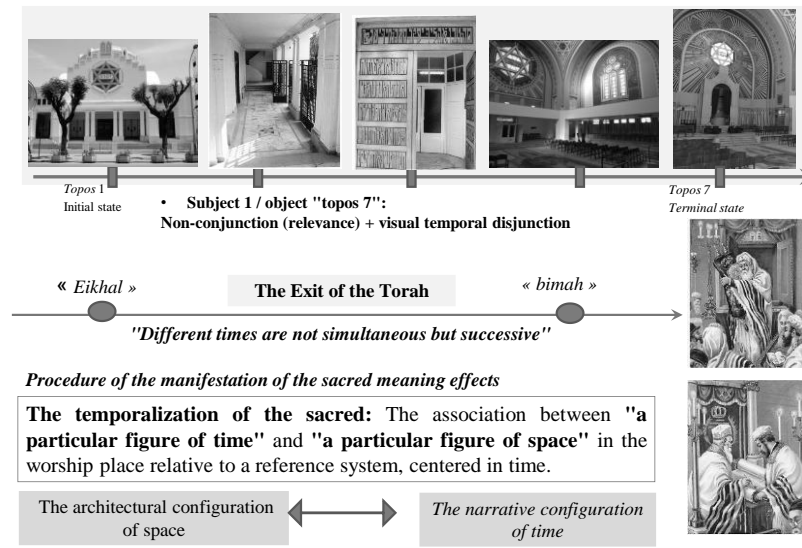 Topos 1
Initial state
• Subject 1 / object "topos 7":
Non-conjunction (relevance) + visual temporal disjunction
Topos 7
Terminal state
« Eikhal »
The Exit of the Torah
« bimah »
"Different times are not simultaneous but successive"
Procedure of the manifestation of the sacred meaning effects
The temporalization of the sacred: The association between "a
particular figure of time" and "a particular figure of space" in the
worship place relative to a reference system, centered in time.
The architectural configuration
of space
The narrative configuration
of time